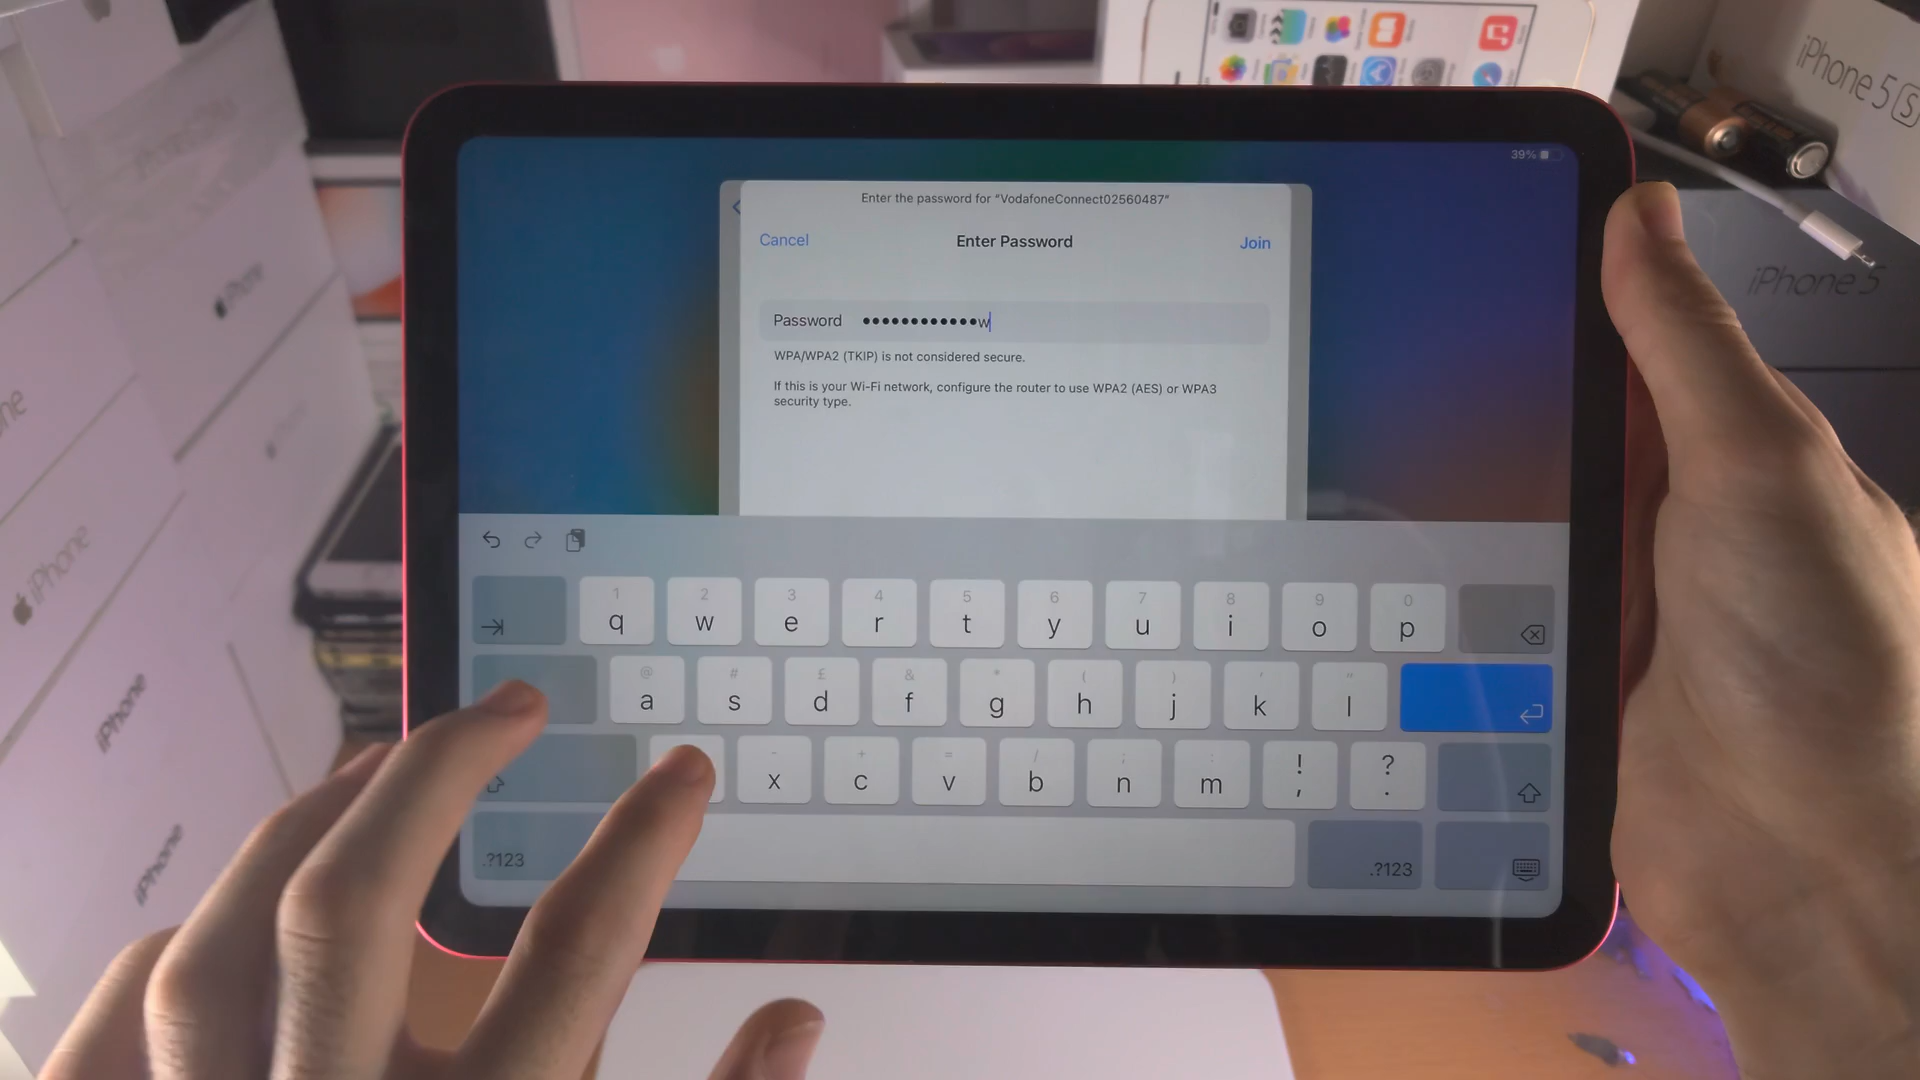 iPhone 5 S
39%
Enter the password for “VodafoneConnect02560487”
Cancel
Enter Password
Join
Password ●●●●●●●●●●●●w
WPA/WPA2 (TKIP) is not considered secure.
If this is your Wi-Fi network, configure the router to use WPA2 (AES) or WPA3
security type.
iPhone 5
1 2 3 4 5 6 7 8 9 0
q w e r t y u i o p
@ # £ & * ( ) ' "
a s d f g h j k l
- + = / ; : ! ?
x c v b n m , .
.?123
.?123
iPhone
iPhone
iPhone
iPhone